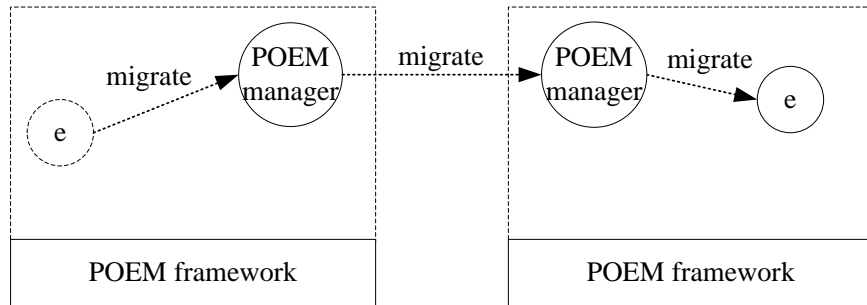 POEM
manager
migrate
e
migrate
POEM
manager
migrate
e
POEM framework
POEM framework